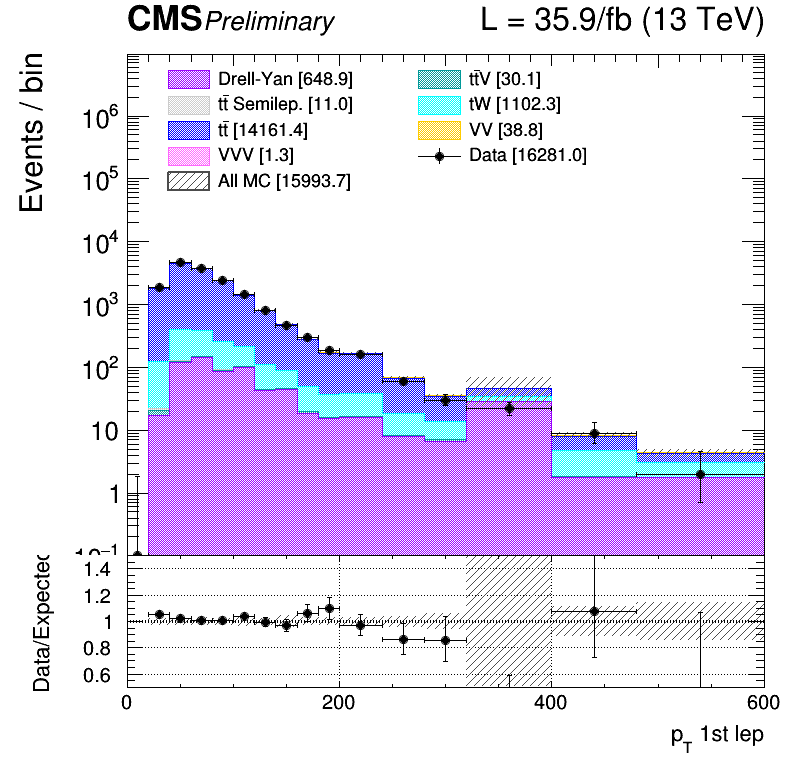 CMS Preliminary L = 35.9/fb (13 TeV)
Events / bin
Drell-Yan [648.9]
tt̄ Semilep. [11.0]
tt̄ [14161.4]
VVV [1.3]
All MC [15993.7]
tt̄V [30.1]
tW [1102.3]
VV [38.8]
Data [16281.0]
10⁶
10⁵
10⁴
10³
10²
10
1
10⁻¹
Data/Expected
1.4
1.2
1
0.8
0.6
0 200 400 600
p_T 1st lep